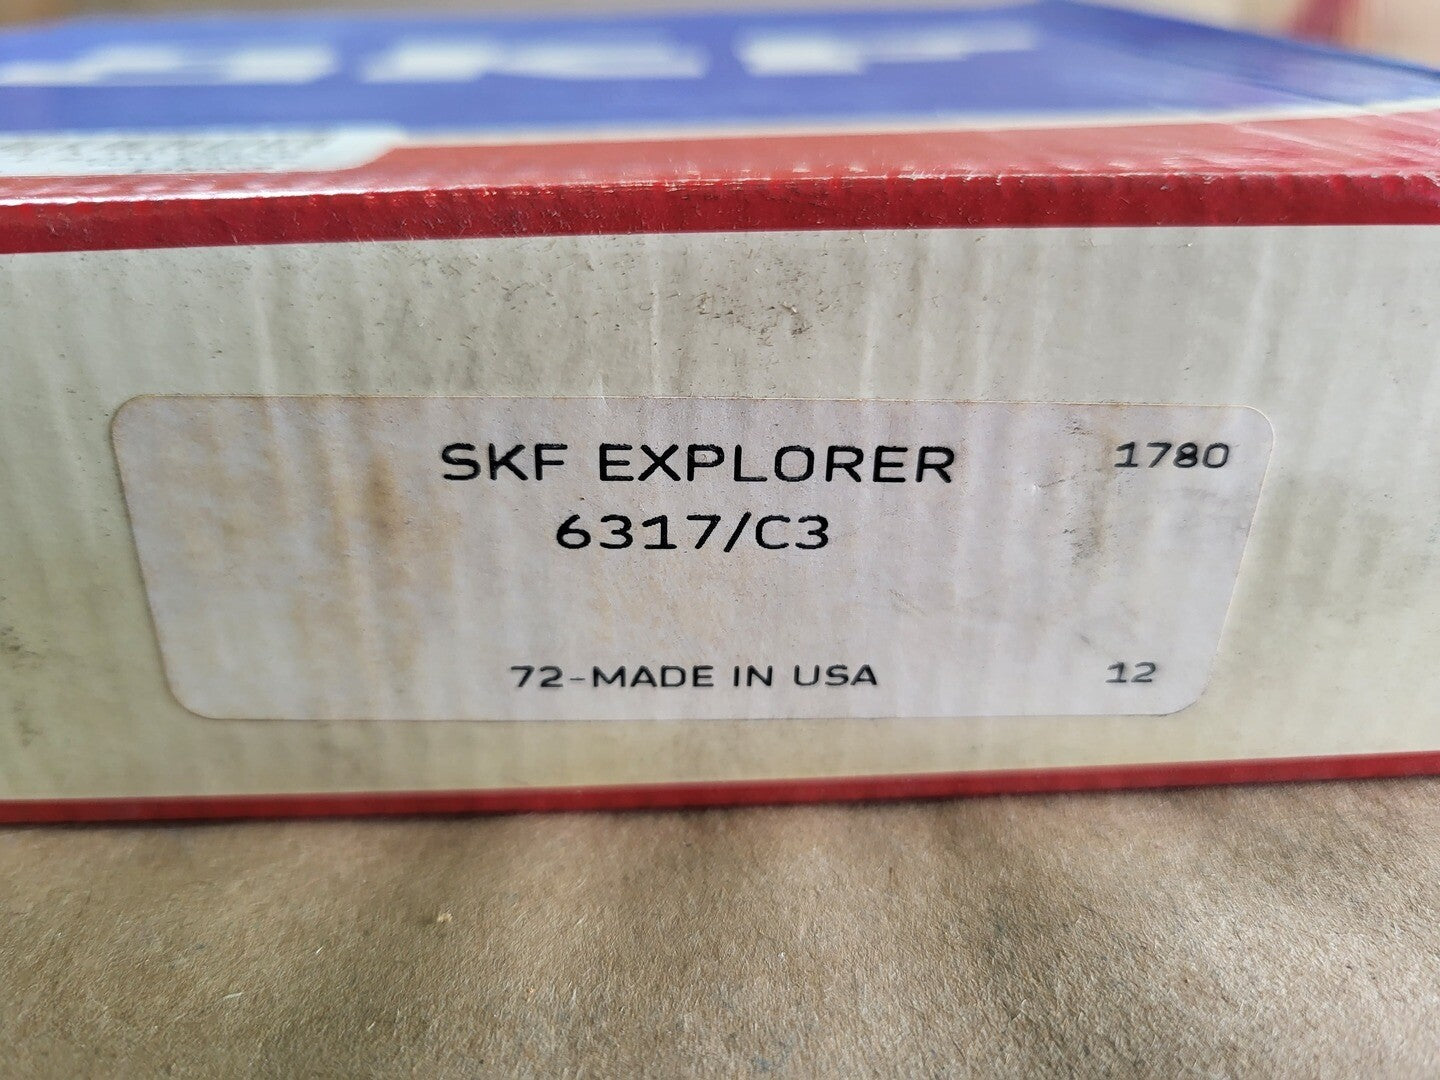 SKF EXPLORER 1780
6317/C3
72-MADE IN USA 12